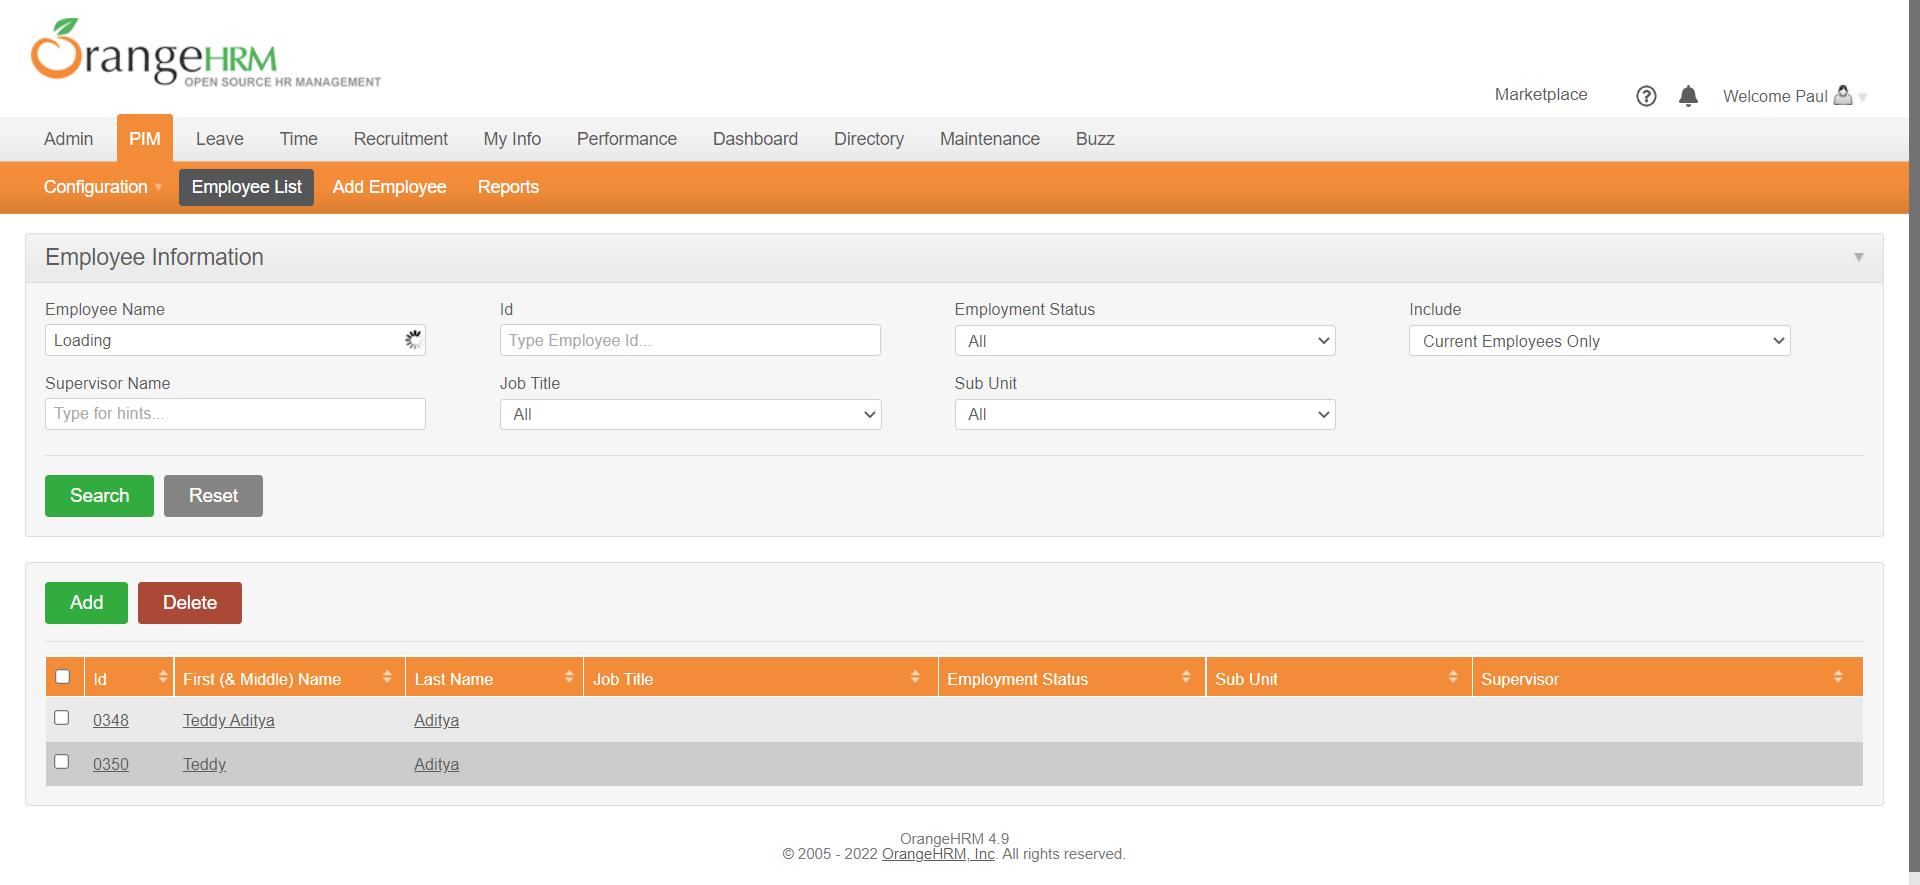 OrangeHRM
OPEN SOURCE HR MANAGEMENT
Marketplace
Welcome Paul
Admin PIM Leave Time Recruitment My Info Performance Dashboard Directory Maintenance Buzz
Configuration Employee List Add Employee Reports
Employee Information
Employee Name Id Employment Status Include
Loading Type Employee Id... All Current Employees Only
Supervisor Name Job Title Sub Unit
Type for hints... All All
Search Reset
Add Delete
Id First (& Middle) Name Last Name Job Title Employment Status Sub Unit Supervisor
0348 Teddy Aditya Aditya
0350 Teddy Aditya
OrangeHRM 4.9
© 2005 - 2022 OrangeHRM, Inc. All rights reserved.